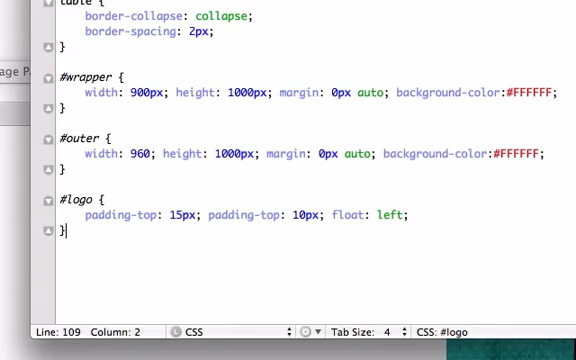 table {
border-collapse: collapse;
border-spacing: 2px;
}
#wrapper {
width: 900px; height: 1000px; margin: 0px auto; background-color:#FFFFFF;
}
#outer {
width: 960; height: 1000px; margin: 0px auto; background-color:#FFFFFF;
}
#logo {
padding-top: 15px; padding-top: 10px; float: left;
}
age Pa
Line: 109 Column: 2 L CSS Tab Size: 4 CSS: #logo